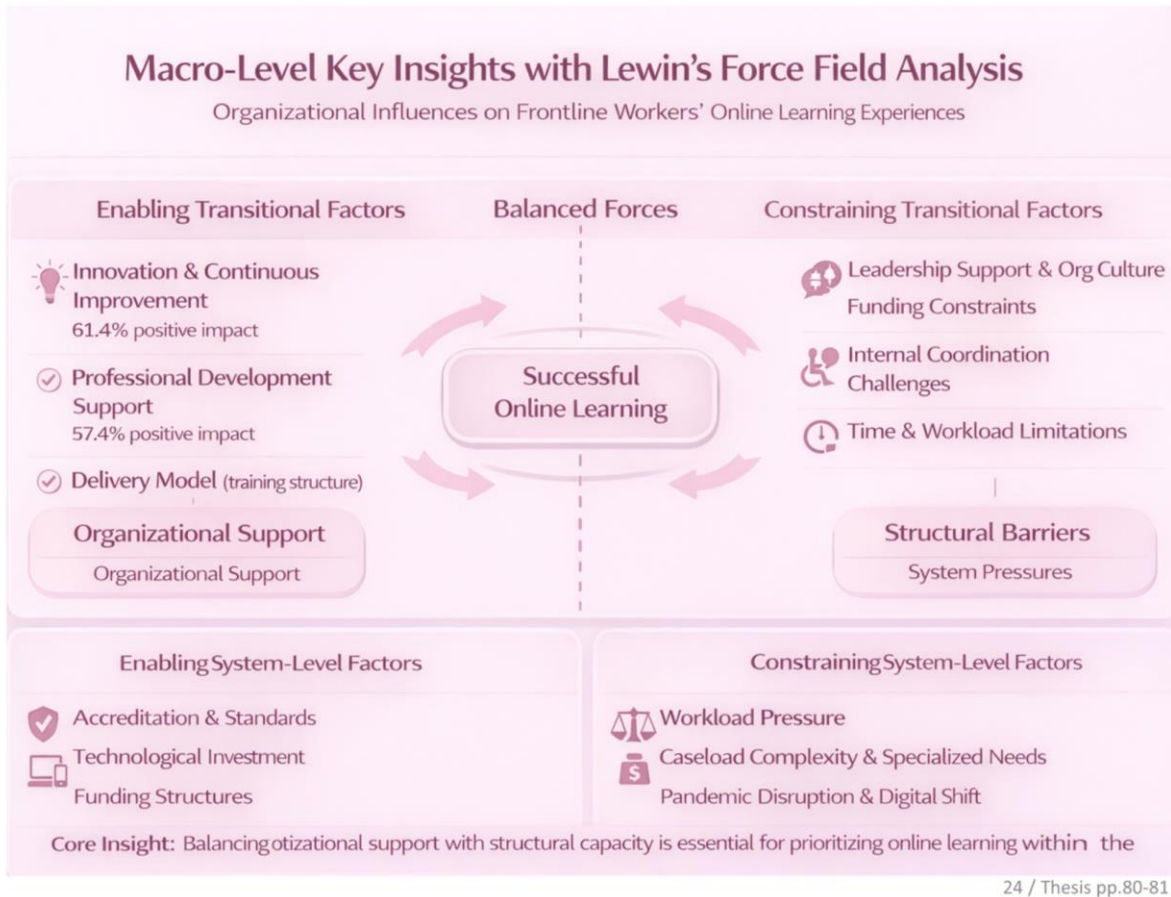 Macro-Level Key Insights with Lewin's Force Field Analysis
Organizational Influences on Frontline Workers' Online Learning Experiences
Enabling Transitional Factors
Innovation & Continuous
Improvement
61.4% positive impact
Professional Development
Support
57.4% positive impact
Delivery Model (training structure)
Organizational Support
Organizational Support
Balanced Forces
Successful
Online Learning
Constraining Transitional Factors
Leadership Support & Org Culture
Funding Constraints
Internal Coordination
Challenges
Time & Workload Limitations
Structural Barriers
System Pressures
Enabling System-Level Factors
Accreditation & Standards
Technological Investment
Funding Structures
Constraining System-Level Factors
Workload Pressure
$
Caseload Complexity & Specialized Needs
Pandemic Disruption & Digital Shift
Core Insight: Balancing otizational support with structural capacity is essential for prioritizing online learning within the
24 / Thesis pp.80-81